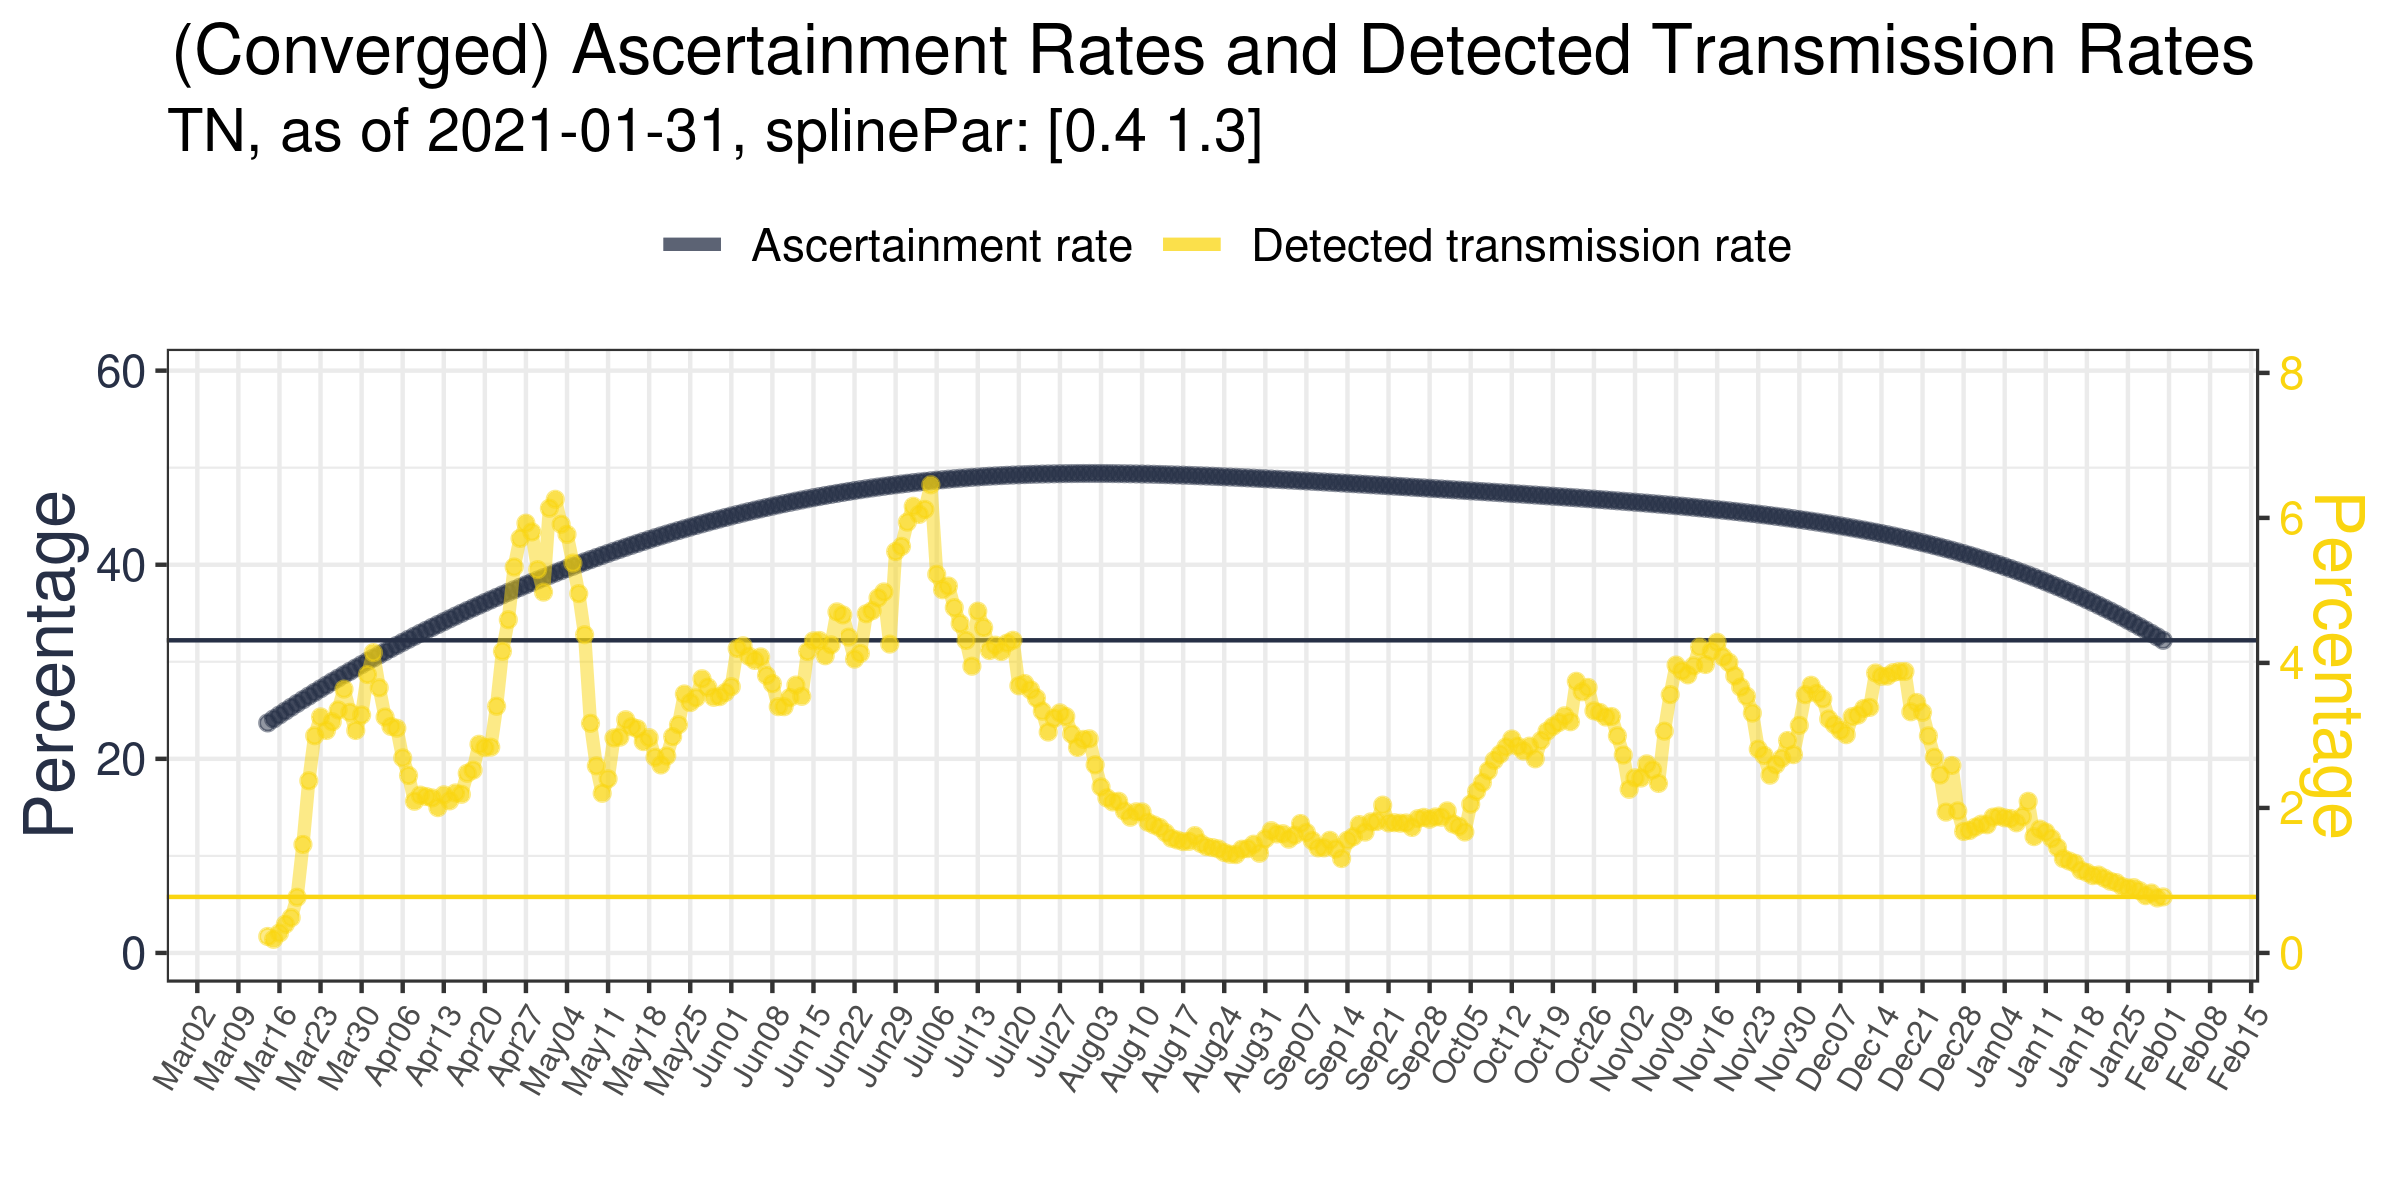 (Converged) Ascertainment Rates and Detected Transmission Rates
TN, as of 2021-01-31, splinePar: [0.4 1.3]
Ascertainment rate Detected transmission rate
Percentage
60
40
20
0
8
6
4
2
0
Percentage
Mar02 Mar09 Mar16 Mar23 Mar30 Apr06 Apr13 Apr20 Apr27 May04 May11 May18 May25 Jun01 Jun08 Jun15 Jun22 Jun29 Jul06 Jul13 Jul20 Jul27 Aug03 Aug10 Aug17 Aug24 Aug31 Sep07 Sep14 Sep21 Sep28 Oct05 Oct12 Oct19 Oct26 Nov02 Nov09 Nov16 Nov23 Nov30 Dec07 Dec14 Dec21 Dec28 Jan04 Jan11 Jan18 Jan25 Feb01 Feb08 Feb15